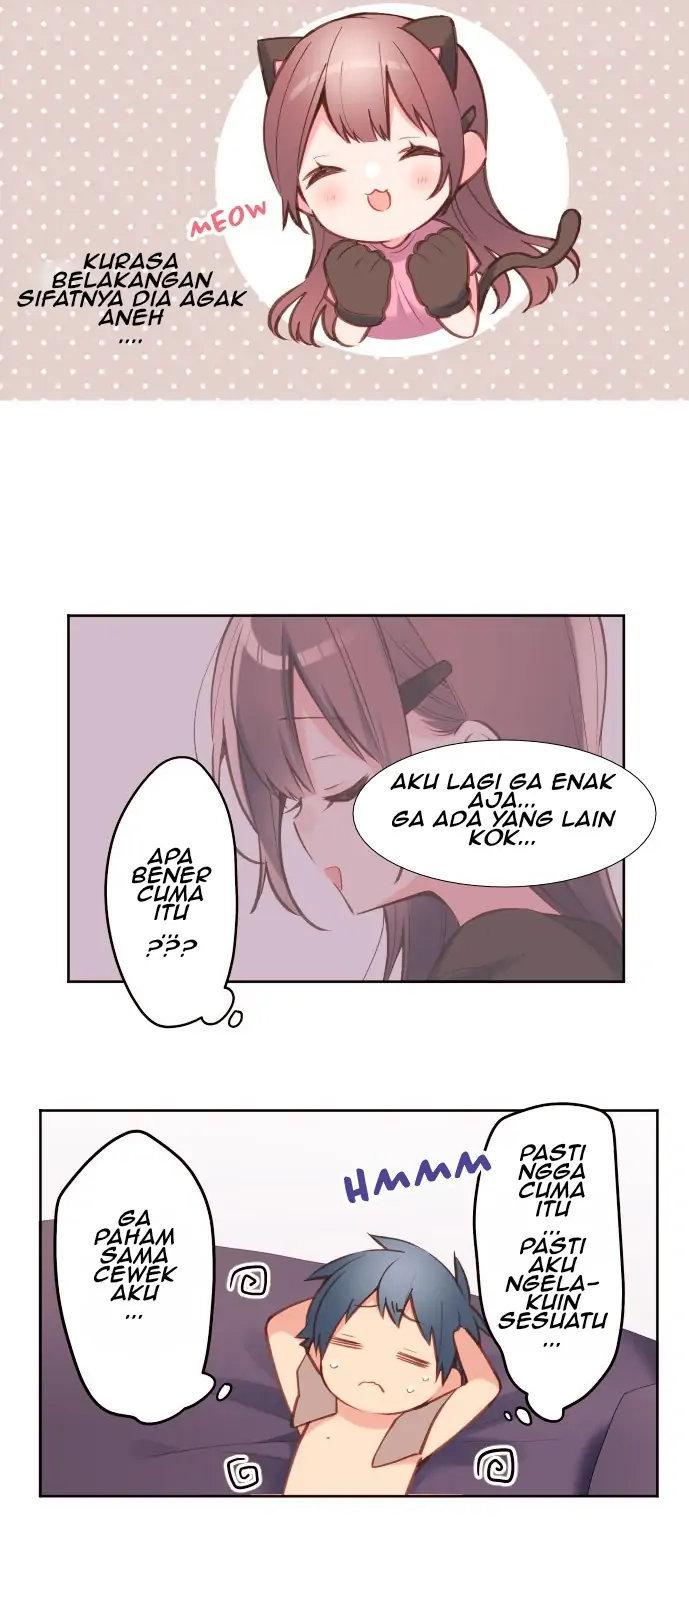 MEOW
KURASA
BELAKANGAN
SIFATNYA DIA AGAK
ANEH
....
AKU LAGI GA ENAK
AJA...
GA ADA YANG LAIN
KOK...
APA
BENER
CUMA
ITU
...
???
PASTI
NGGA
CUMA
ITU
...
PASTI
AKU
NGELA-
KUIN
SESUATU
...
HMMMM
GA
PAHAM
SAMA
CEWEK
AKU
...